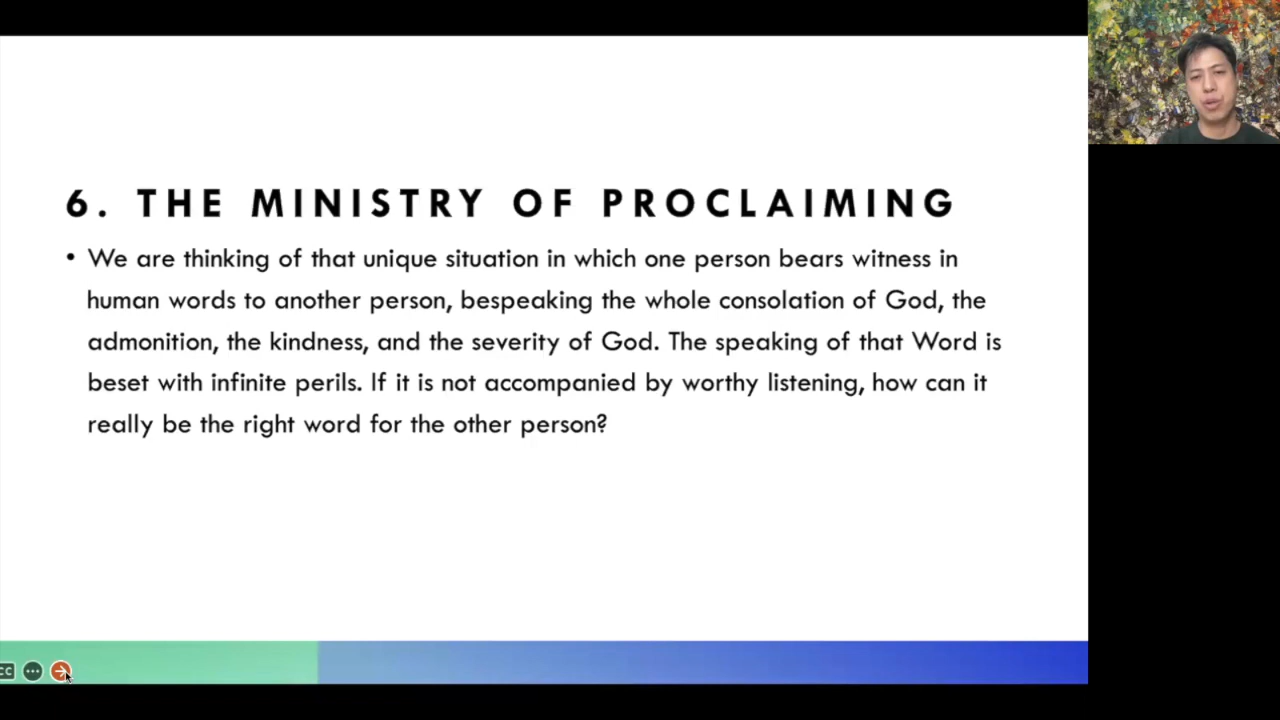 6. THE MINISTRY OF PROCLAIMING
• We are thinking of that unique situation in which one person bears witness in
human words to another person, bespeaking the whole consolation of God, the
admonition, the kindness, and the severity of God. The speaking of that Word is
beset with infinite perils. If it is not accompanied by worthy listening, how can it
really be the right word for the other person?
CC